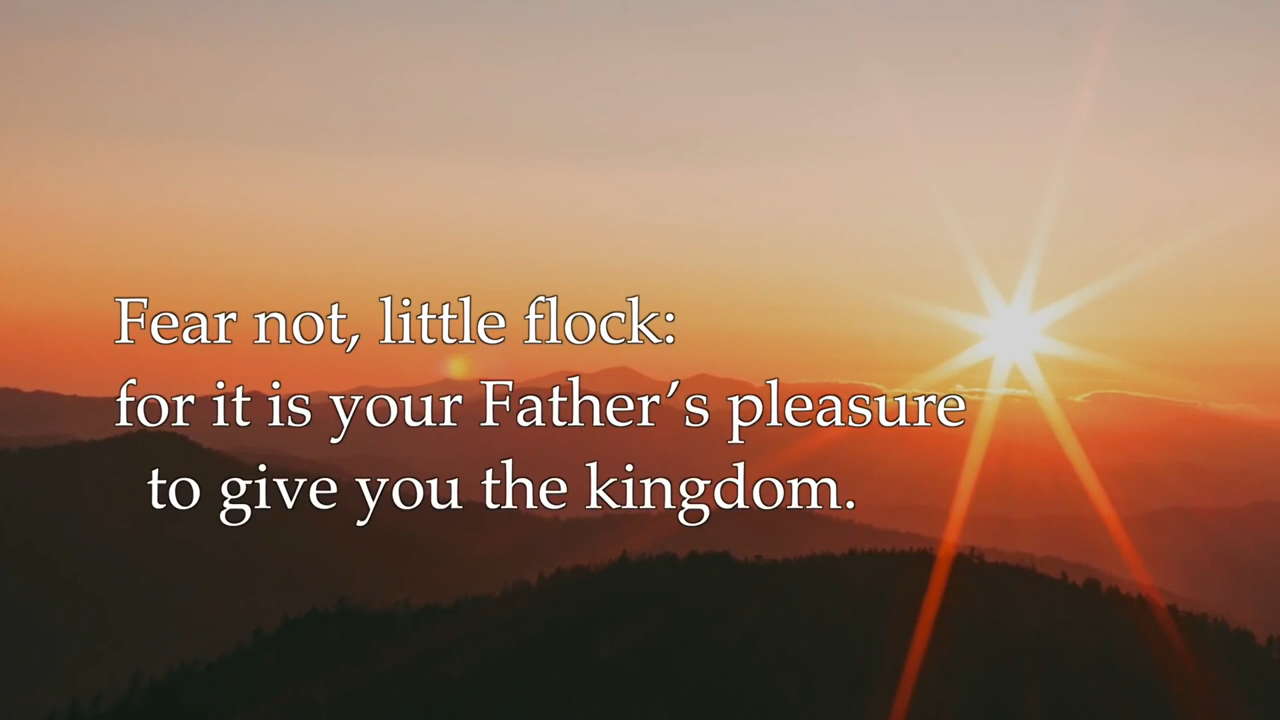 Fear not, little flock:
for it is your Father’s pleasure
to give you the kingdom.